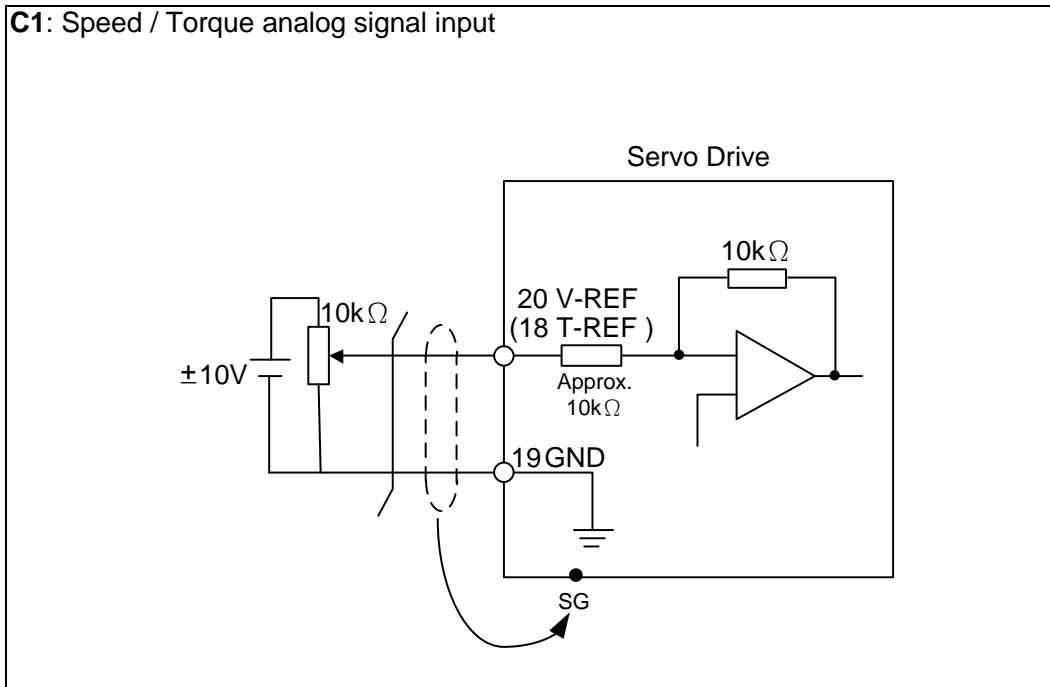 C1: Speed / Torque analog signal input
Servo Drive
10kΩ
20 V-REF
(18 T-REF )
10kΩ
±10V
Approx.
10kΩ
19 GND
SG